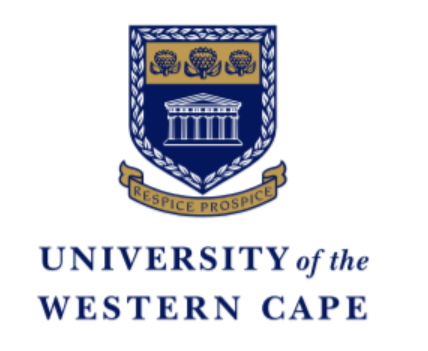 RESPICE PROSPICE
UNIVERSITY of the
WESTERN CAPE